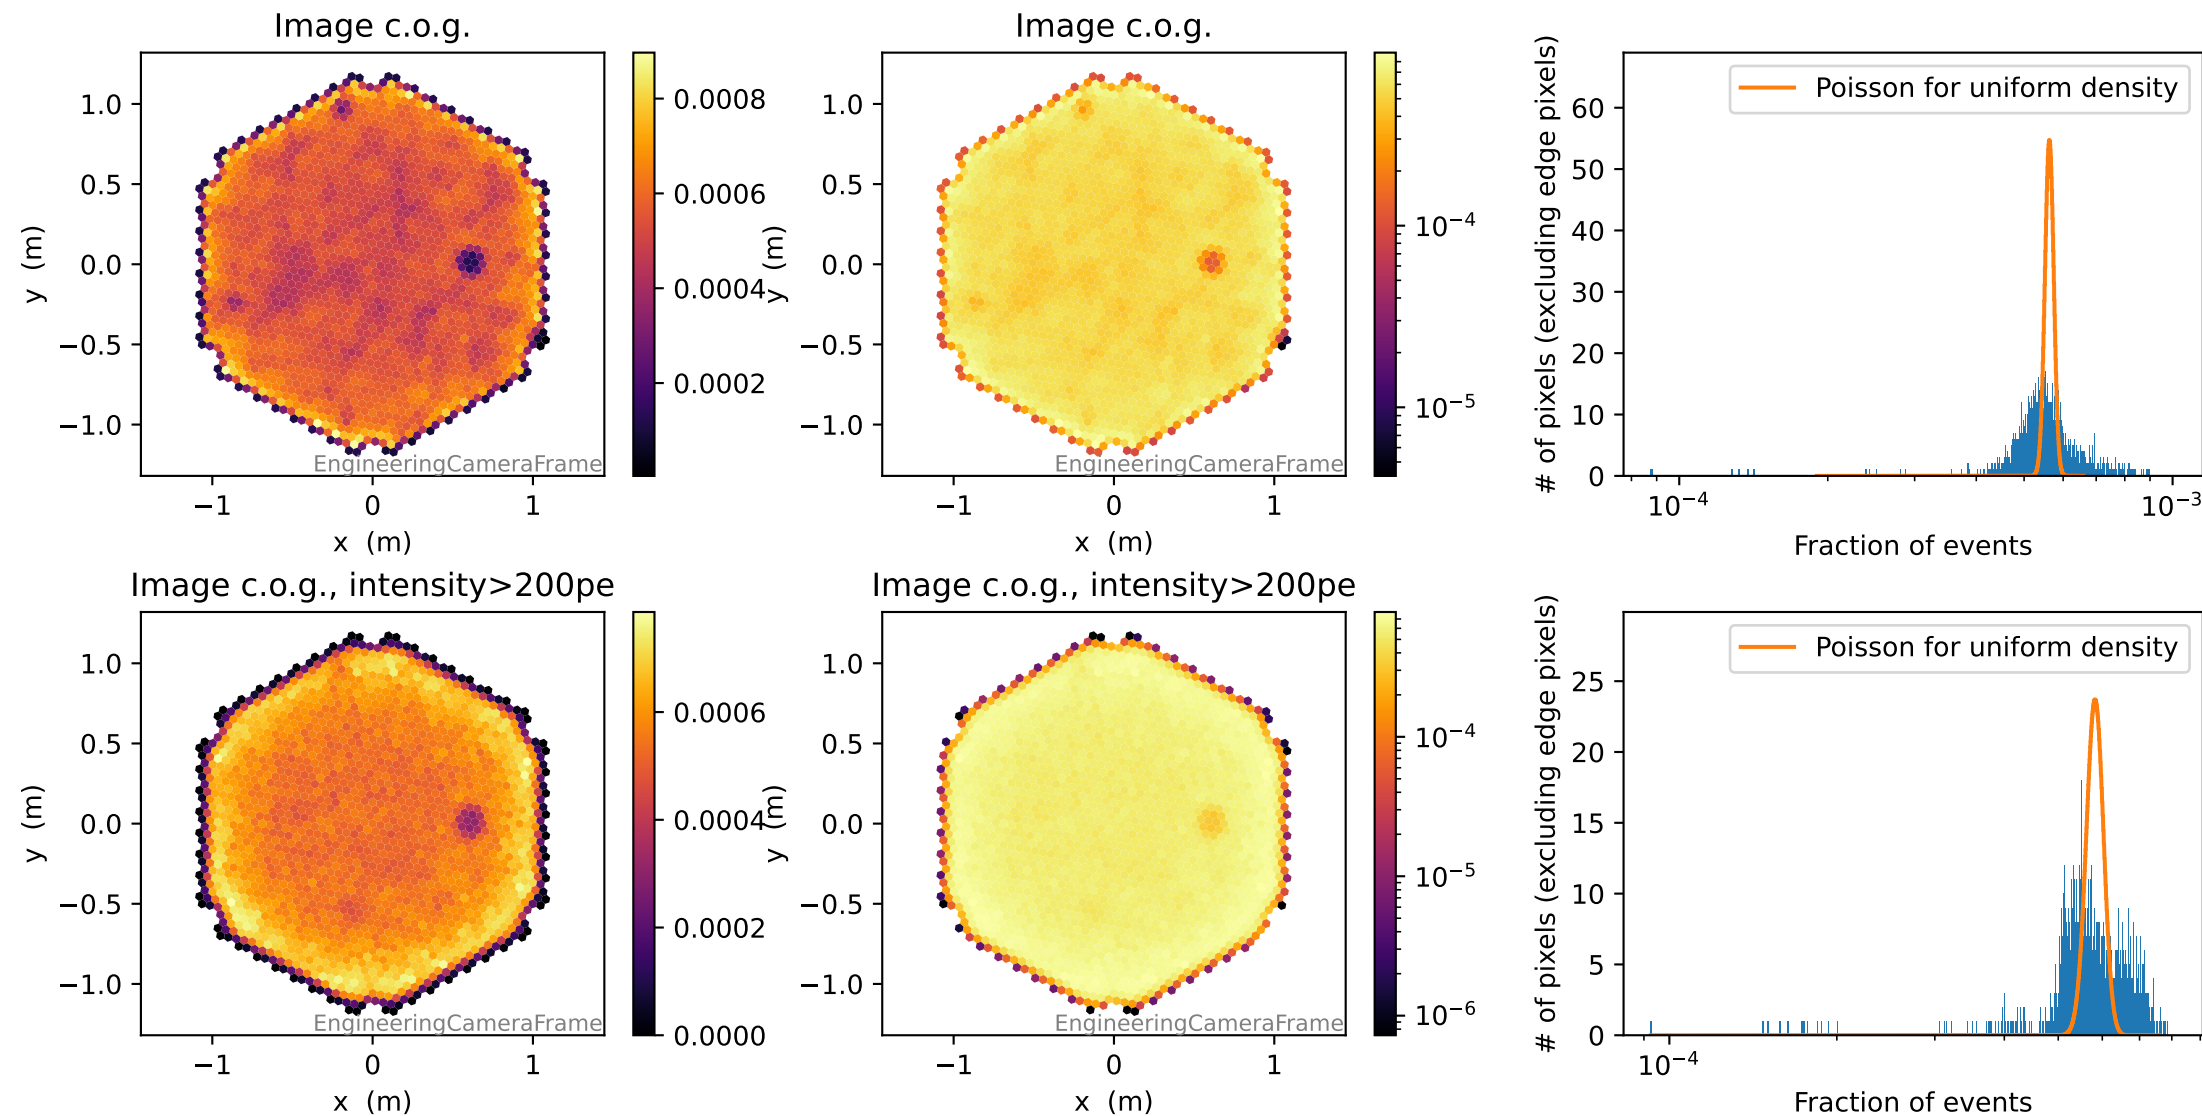 Image c.o.g.
1.0
0.5
0.0
−0.5
−1.0
y (m)
−1
0
1
x (m)
EngineeringCameraFrame
0.0008
0.0006
0.0004
0.0002
Image c.o.g.
1.0
0.5
0.0
−0.5
−1.0
y (m)
−1
0
1
x (m)
EngineeringCameraFrame
10⁻⁴
10⁻⁵
# of pixels (excluding edge pixels)
60
50
40
30
20
10
0
Poisson for uniform density
10⁻⁴
10⁻³
Fraction of events
Image c.o.g., intensity>200pe
1.0
0.5
0.0
−0.5
−1.0
y (m)
−1
0
1
x (m)
EngineeringCameraFrame
0.0006
0.0004
0.0002
0.0000
Image c.o.g., intensity>200pe
1.0
0.5
0.0
−0.5
−1.0
y (m)
−1
0
1
x (m)
EngineeringCameraFrame
10⁻⁴
10⁻⁵
10⁻⁶
# of pixels (excluding edge pixels)
25
20
15
10
5
0
Poisson for uniform density
10⁻⁴
Fraction of events